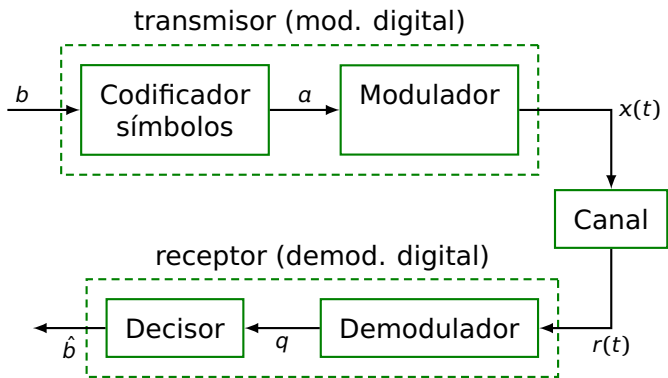 transmisor (mod. digital)
b
Codificador
símbolos
a
Modulador
x(t)
Canal
receptor (demod. digital)
b̂
Decisor
q
Demodulador
r(t)